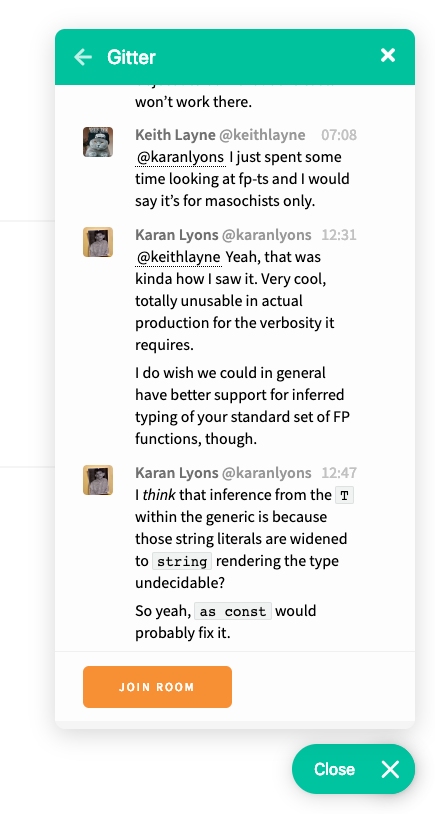 Gitter
won't work there.
Keith Layne @keithlayne 07:08
@karanlyons I just spent some
time looking at fp-ts and I would
say it's for masochists only.
Karan Lyons @karanlyons 12:31
@keithlayne Yeah, that was
kinda how I saw it. Very cool,
totally unusable in actual
production for the verbosity it
requires.
I do wish we could in general
have better support for inferred
typing of your standard set of FP
functions, though.
Karan Lyons @karanlyons 12:47
I think that inference from the T
within the generic is because
those string literals are widened
to string rendering the type
undecidable?
So yeah, as const would
probably fix it.
JOIN ROOM
Close